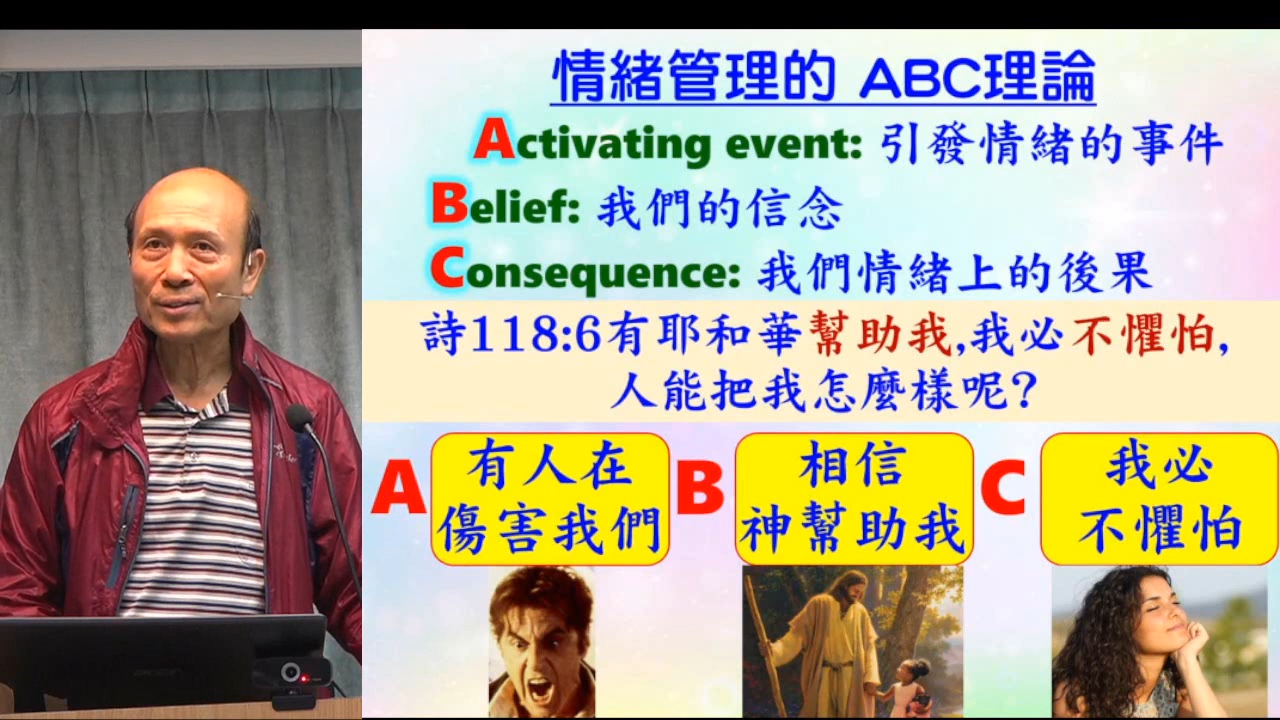 情緒管理的 ABC理論
Activating event: 引發情緒的事件
Belief: 我們的信念
Consequence: 我們情緒上的後果
詩118:6有耶和華幫助我,我必不懼怕,
人能把我怎麼樣呢?
A
有人在
傷害我們
B
相信
神幫助我
C
我必
不懼怕